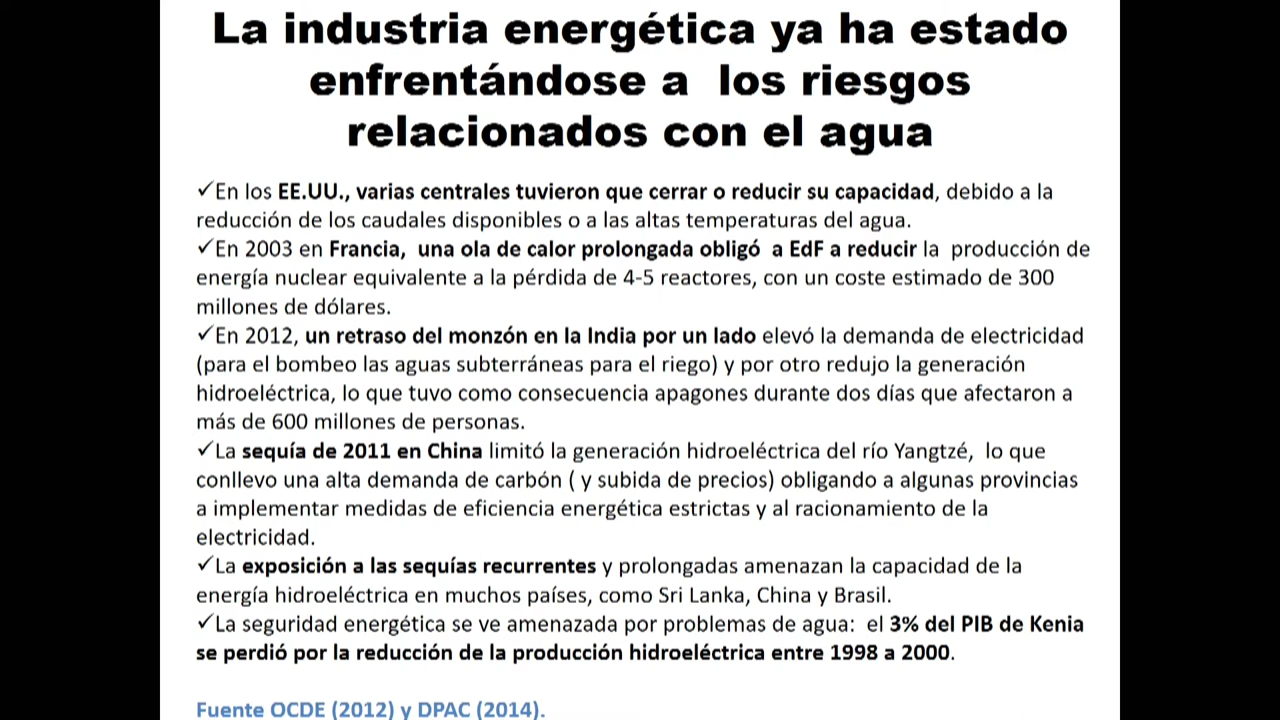 La industria energética ya ha estado
enfrentándose a  los riesgos
relacionados con el agua
✓En los EE.UU., varias centrales tuvieron que cerrar o reducir su capacidad, debido a la
reducción de los caudales disponibles o a las altas temperaturas del agua.
✓En 2003 en Francia,  una ola de calor prolongada obligó  a EdF a reducir la  producción de
energía nuclear equivalente a la pérdida de 4-5 reactores, con un coste estimado de 300
millones de dólares.
✓En 2012, un retraso del monzón en la India por un lado elevó la demanda de electricidad
(para el bombeo las aguas subterráneas para el riego) y por otro redujo la generación
hidroeléctrica, lo que tuvo como consecuencia apagones durante dos días que afectaron a
más de 600 millones de personas.
✓La sequía de 2011 en China limitó la generación hidroeléctrica del río Yangtzé,  lo que
conllevo una alta demanda de carbón ( y subida de precios) obligando a algunas provincias
a implementar medidas de eficiencia energética estrictas y al racionamiento de la
electricidad.
✓La exposición a las sequías recurrentes y prolongadas amenazan la capacidad de la
energía hidroeléctrica en muchos países, como Sri Lanka, China y Brasil.
✓La seguridad energética se ve amenazada por problemas de agua:  el 3% del PIB de Kenia
se perdió por la reducción de la producción hidroeléctrica entre 1998 a 2000.
Fuente OCDE (2012) y DPAC (2014).